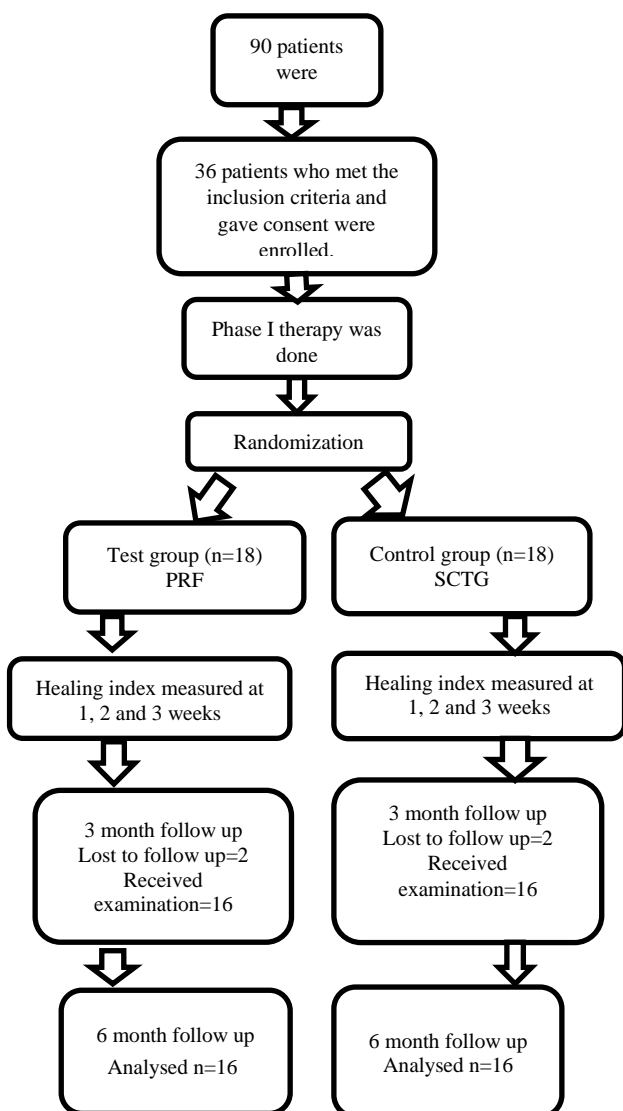 90 patients
were
36 patients who met the
inclusion criteria and
gave consent were
enrolled.
Phase I therapy was
done
Randomization
Test group (n=18)
PRF
Control group (n=18)
SCTG
Healing index measured at
1, 2 and 3 weeks
Healing index measured at
1, 2 and 3 weeks
3 month follow up
Lost to follow up=2
Received
examination=16
3 month follow up
Lost to follow up=2
Received
examination=16
6 month follow up
Analysed n=16
6 month follow up
Analysed n=16